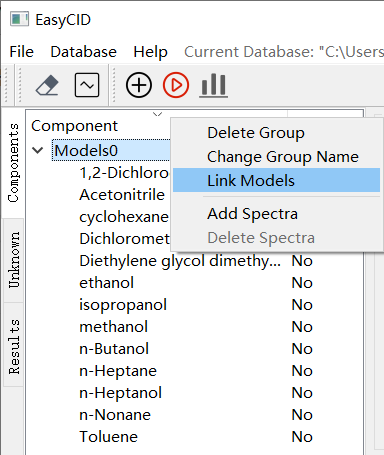 EasyCID
File Database Help Current Database: "C:\Users
Components
Unknown
Results
Component
Models0
1,2-Dichloro
Acetonitrile
cyclohexane
Dichloromet
Diethylene glycol dimethy... No
ethanol No
isopropanol No
methanol No
n-Butanol No
n-Heptane No
n-Heptanol No
n-Nonane No
Toluene No
Delete Group
Change Group Name
Link Models
Add Spectra
Delete Spectra